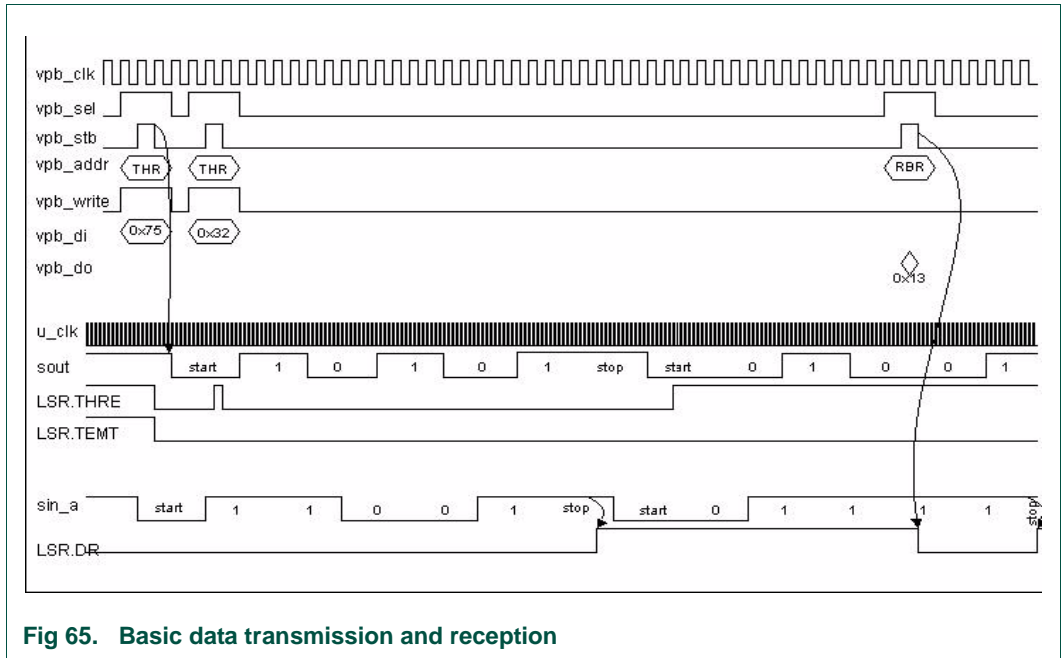 vpb_clk
vpb_sel
vpb_stb
vpb_addr THR THR RBR
vpb_write
vpb_di 0x75 0x32
vpb_do 0x13
u_clk
sout start 1 0 1 0 1 stop start 0 1 0 0 1
LSR.THRE
LSR.TEMT
sin_a start 1 1 0 0 1 stop start 0 1 1 1 1 stop
LSR.DR
Fig 65. Basic data transmission and reception